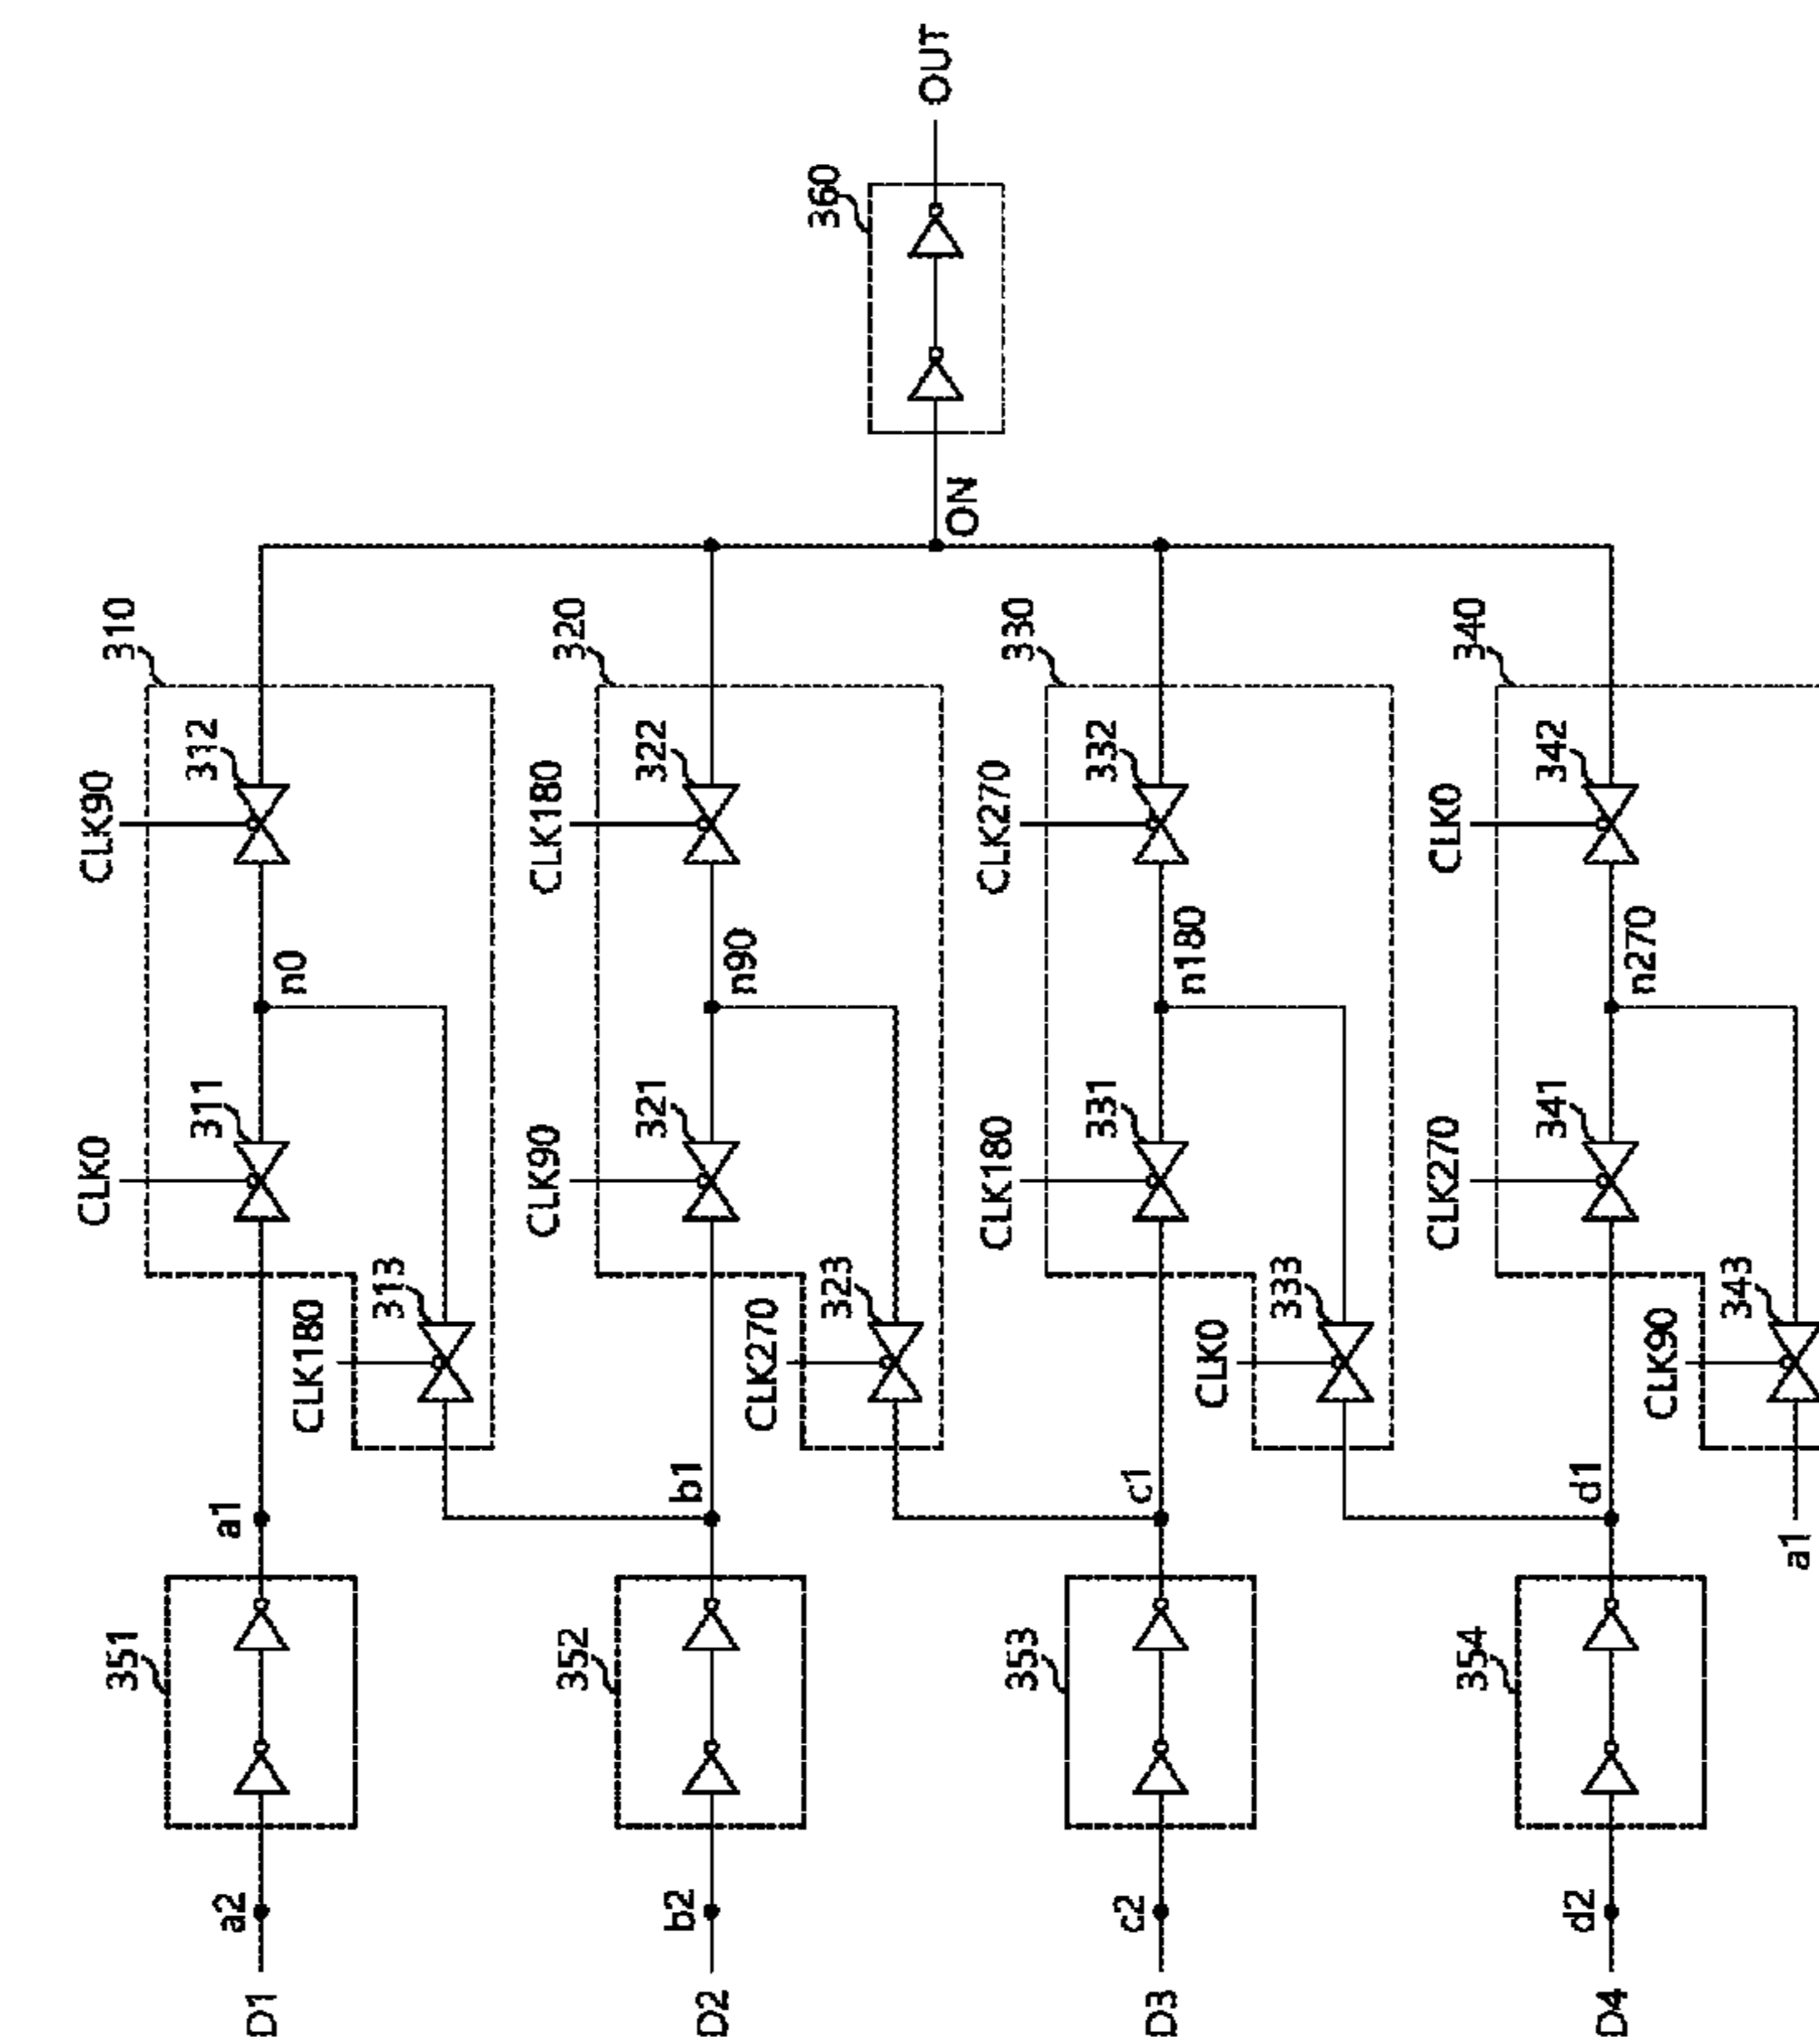 OUT
360
ON
310
CLK90
312
n0
CLK0
311
CLK180
313
a1
351
a2
D1
320
CLK180
322
n90
CLK90
321
CLK270
323
b1
352
b2
D2
330
CLK270
332
n180
CLK180
331
CLK0
333
c1
353
c2
D3
340
CLK0
342
n270
CLK270
341
CLK90
343
d1
a1
354
d2
D4